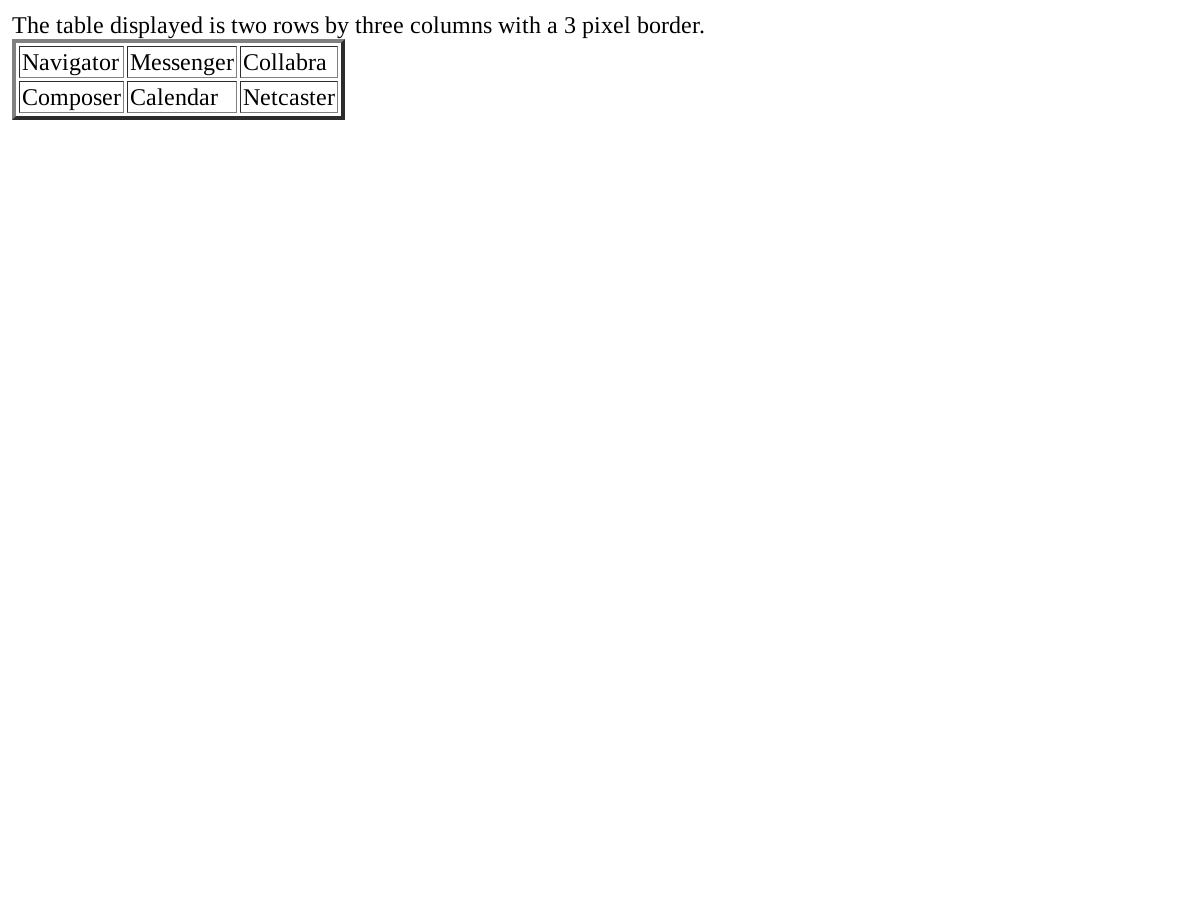 The table displayed is two rows by three columns with a 3 pixel border.
Navigator Messenger Collabra
Composer Calendar Netcaster